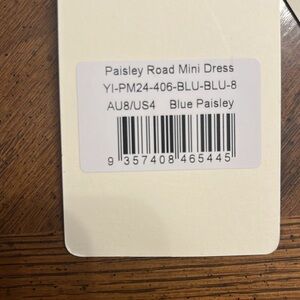 Paisley Road Mini Dress
YI-PM24-406-BLU-BLU-8
AU8/US4 Blue Paisley
9 357408 465445